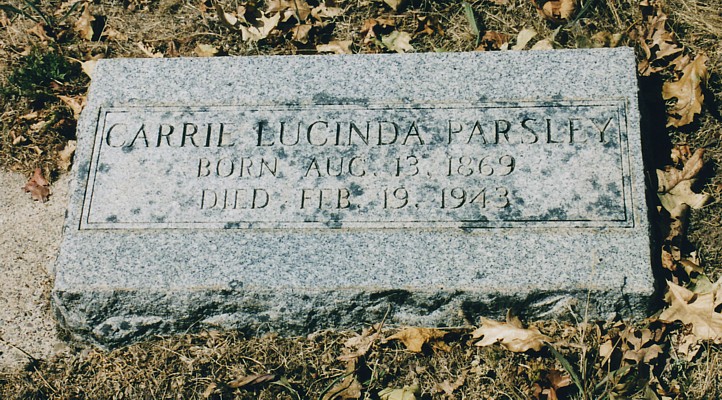 CARRIE LUCINDA PARSLEY
BORN AUG. 13, 1869
DIED FEB. 19, 1943